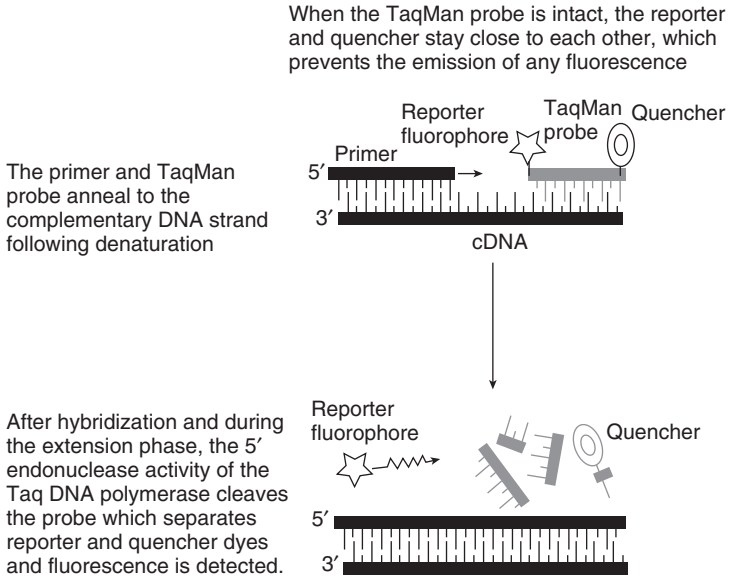 When the TaqMan probe is intact, the reporter
and quencher stay close to each other, which
prevents the emission of any fluorescence
Reporter
fluorophore
TaqMan
probe
Quencher
Primer
The primer and TaqMan
probe anneal to the
complementary DNA strand
following denaturation
5′
3′
cDNA
After hybridization and during
the extension phase, the 5′
endonuclease activity of the
Taq DNA polymerase cleaves
the probe which separates
reporter and quencher dyes
and fluorescence is detected.
Reporter
fluorophore
Quencher
5′
3′